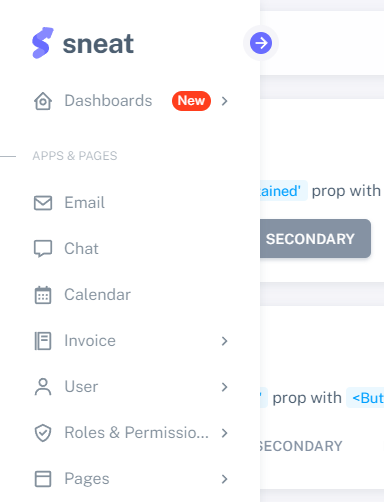 sneat
Dashboards New
APPS & PAGES
Email
Chat
Calendar
Invoice
User
Roles & Permissio...
Pages
ained' prop with
SECONDARY
' prop with <But
SECONDARY